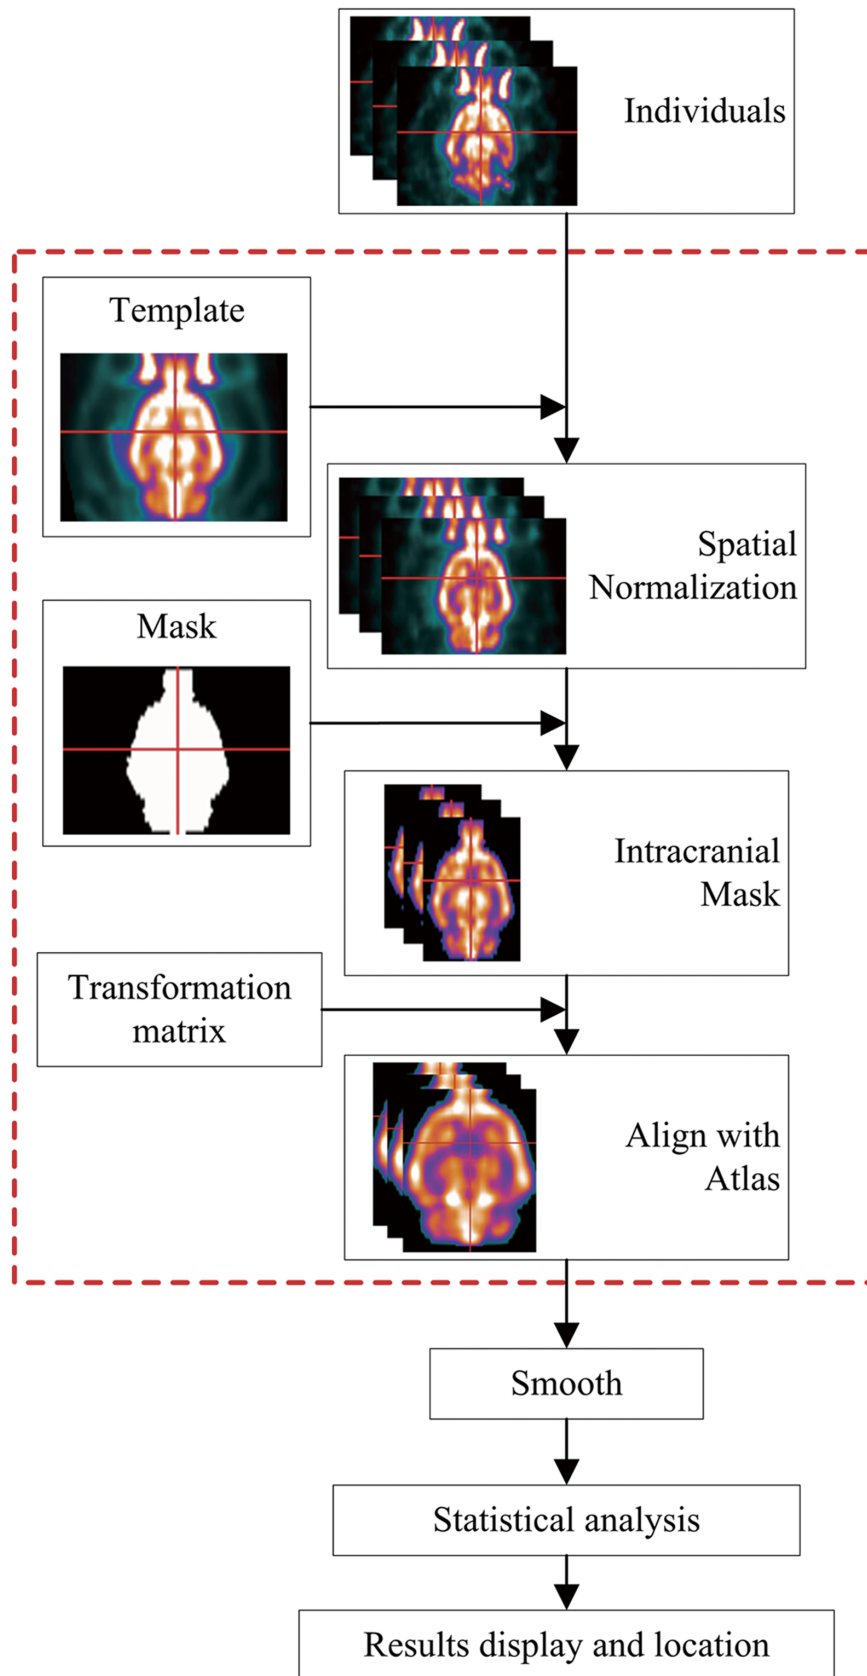 Individuals
Template
Spatial
Normalization
Mask
Intracranial
Mask
Transformation
matrix
Align with
Atlas
Smooth
Statistical analysis
Results display and location